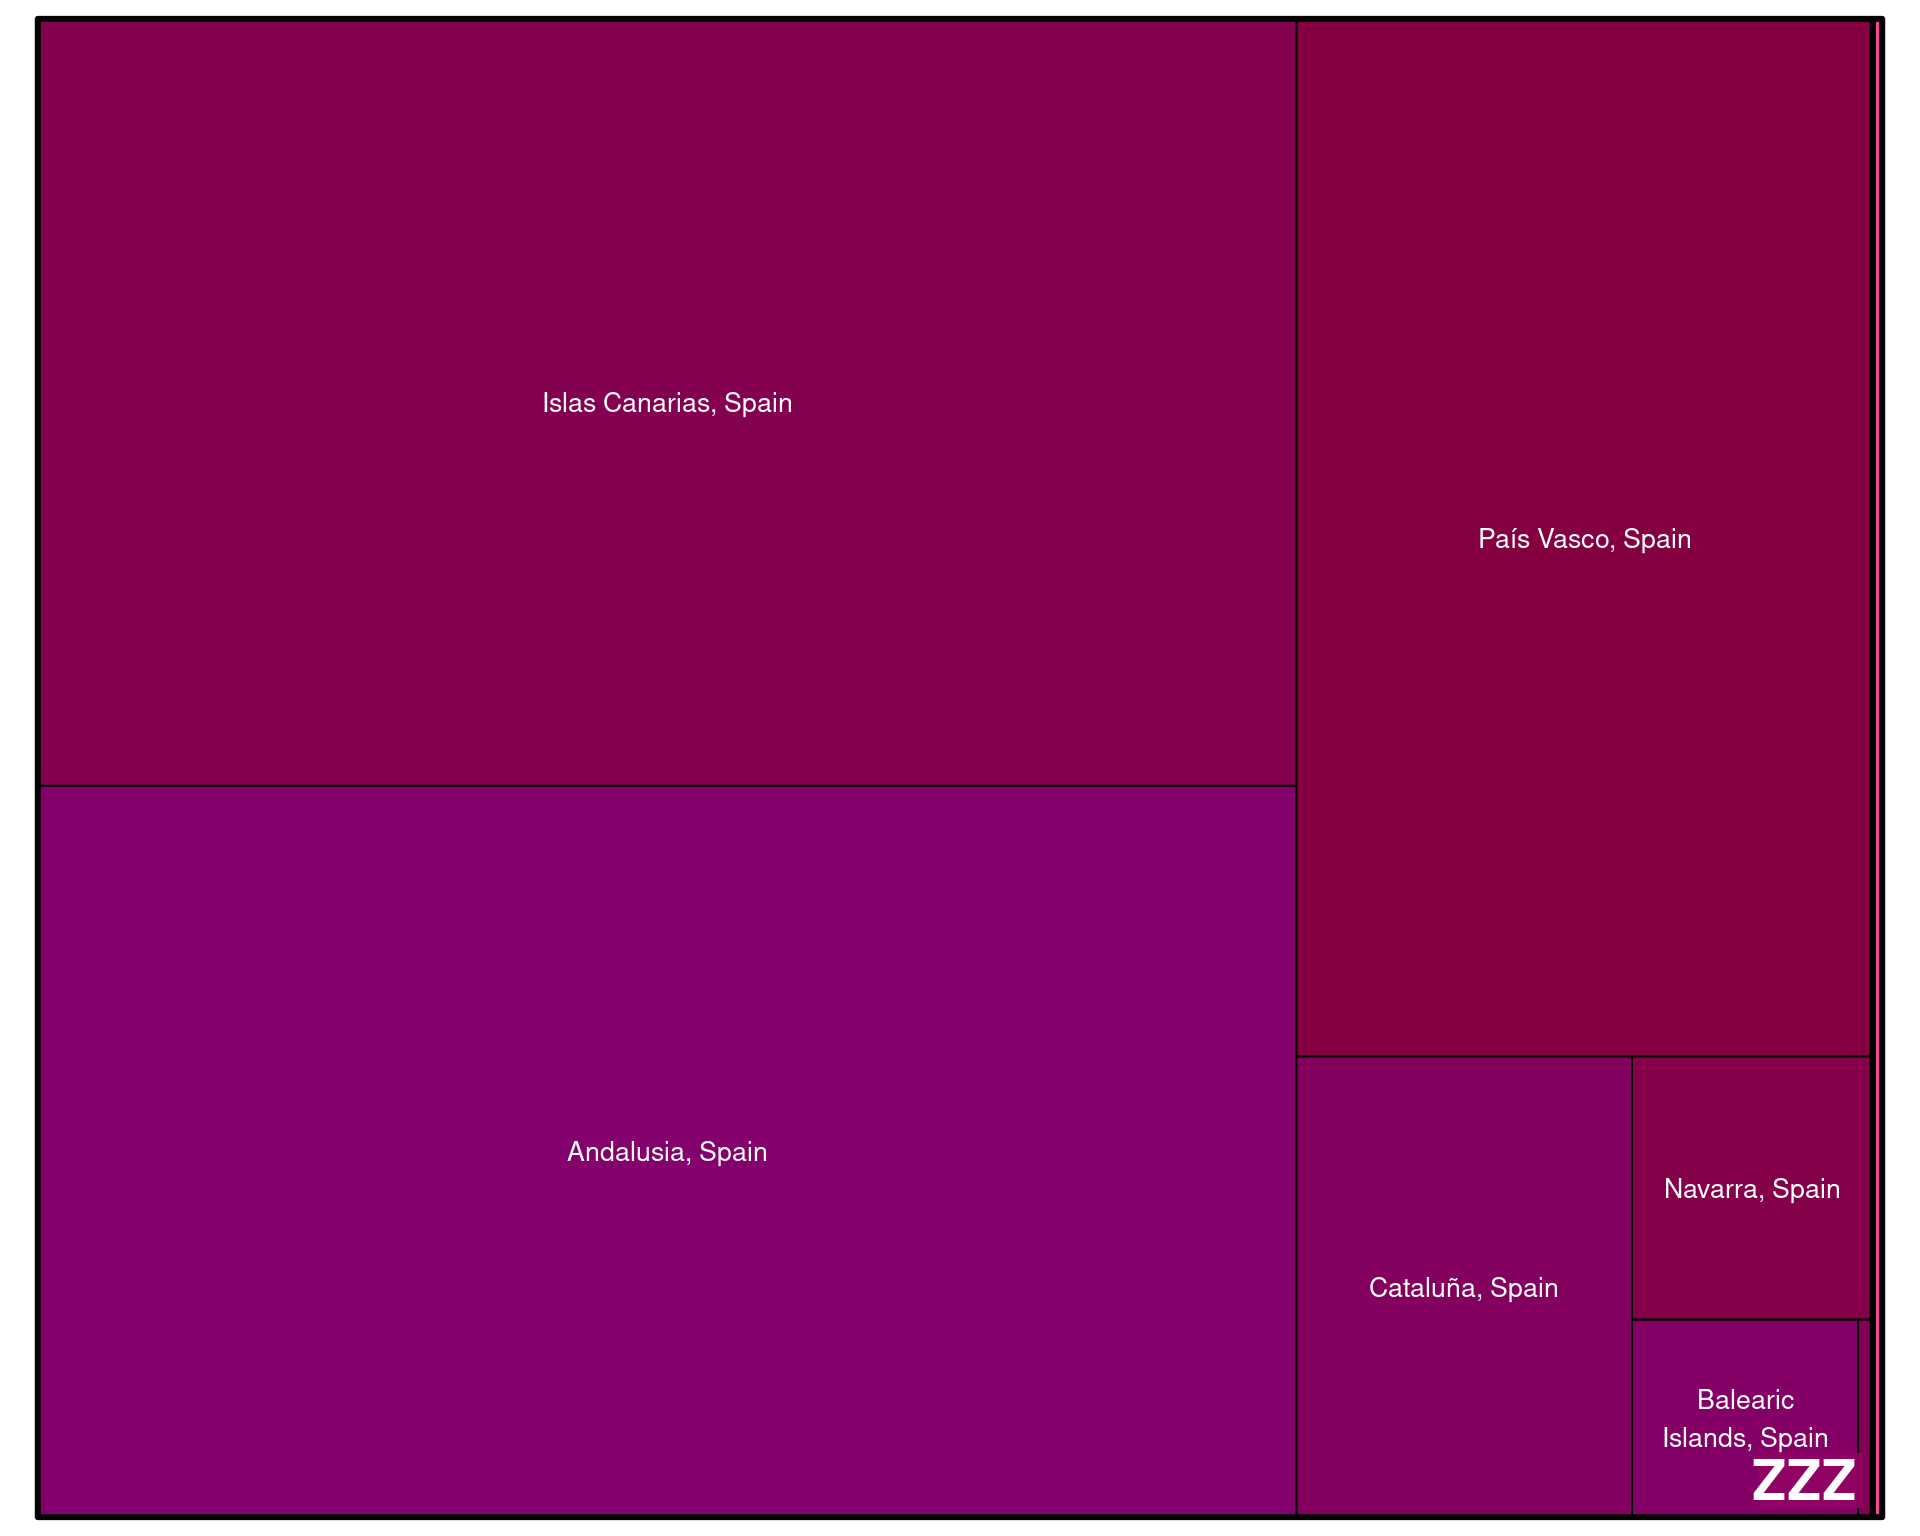 Islas Canarias, Spain
País Vasco, Spain
Andalusia, Spain
Navarra, Spain
Cataluña, Spain
Balearic
Islands, Spain
ZZZ